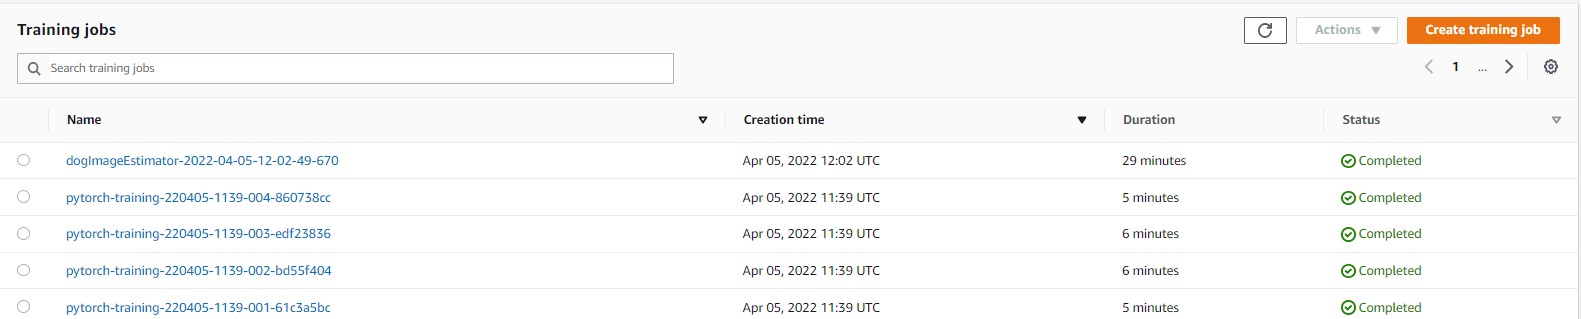 Training jobs
Actions
Create training job
Search training jobs
1 ...
Name Creation time Duration Status
dogImageEstimator-2022-04-05-12-02-49-670 Apr 05, 2022 12:02 UTC 29 minutes Completed
pytorch-training-220405-1139-004-860738cc Apr 05, 2022 11:39 UTC 5 minutes Completed
pytorch-training-220405-1139-003-edf23836 Apr 05, 2022 11:39 UTC 6 minutes Completed
pytorch-training-220405-1139-002-bd55f404 Apr 05, 2022 11:39 UTC 6 minutes Completed
pytorch-training-220405-1139-001-61c3a5bc Apr 05, 2022 11:39 UTC 5 minutes Completed